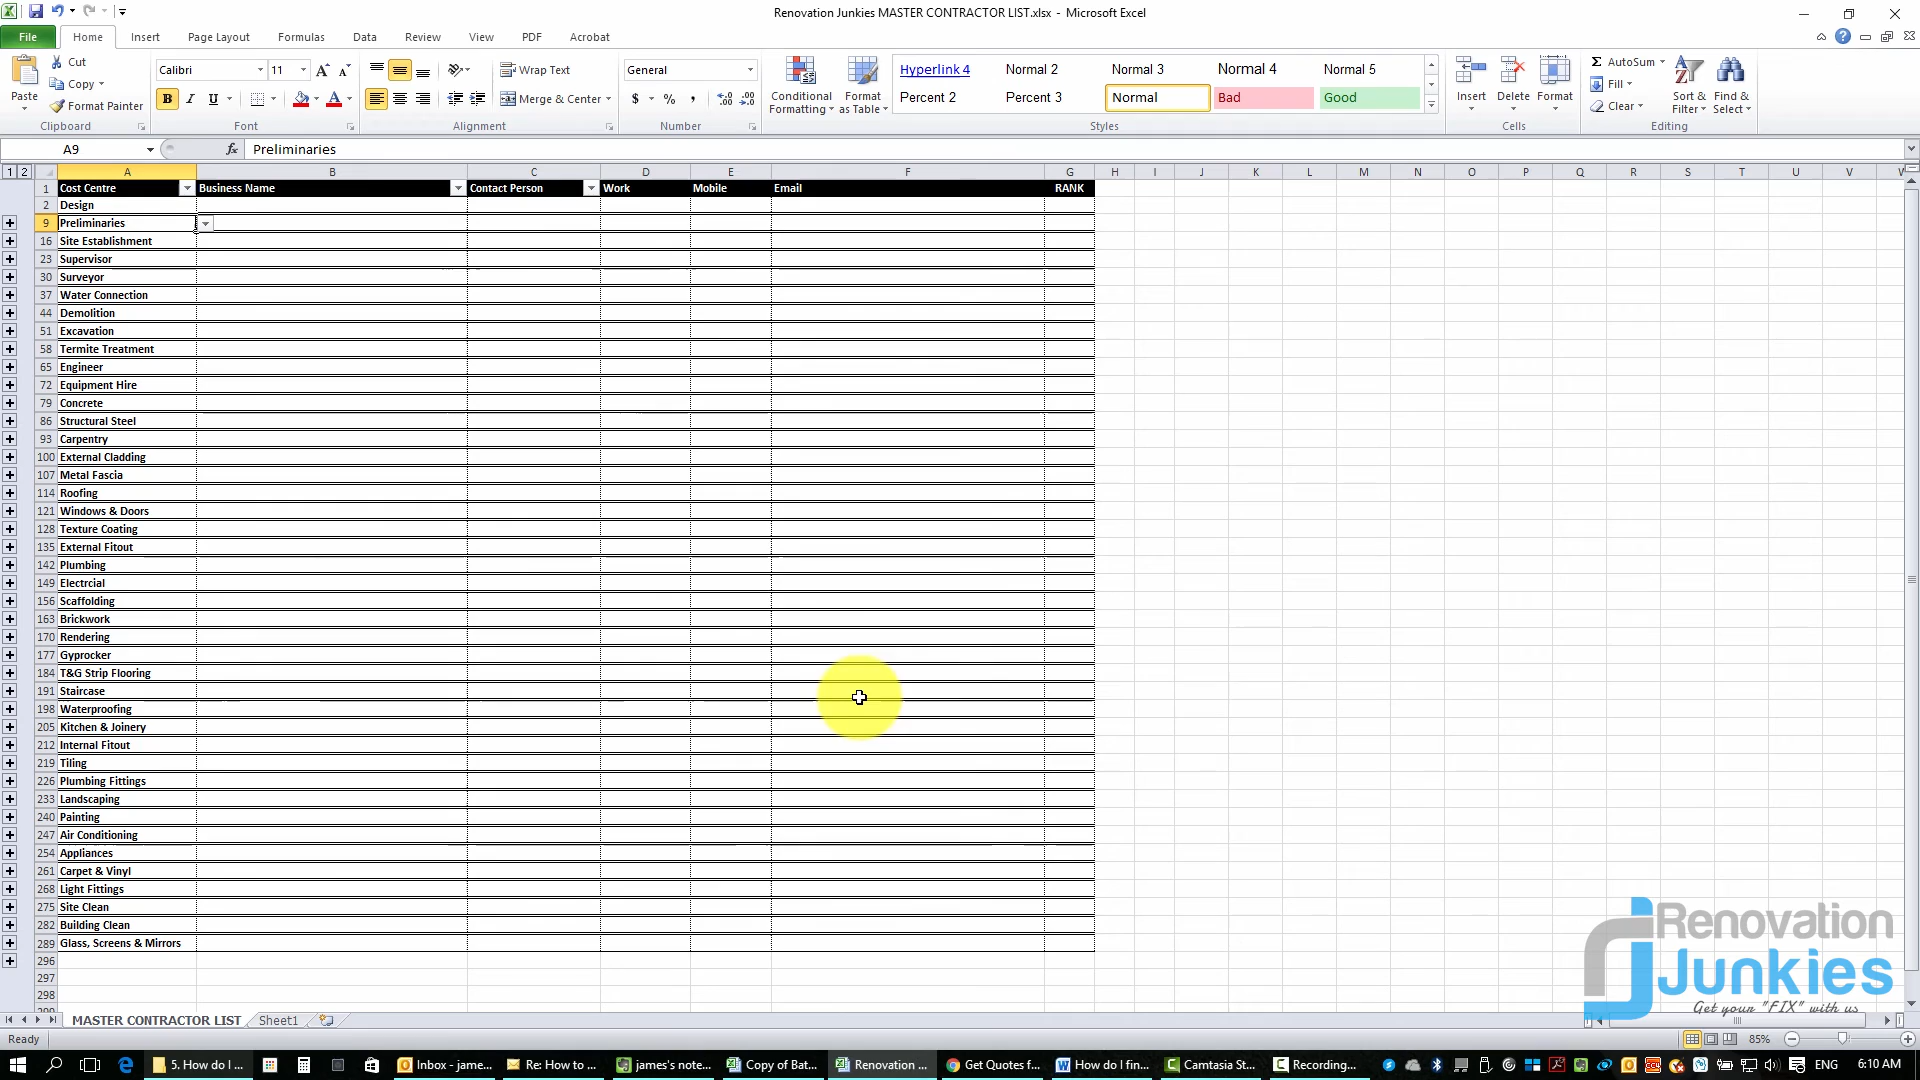 Renovation Junkies MASTER CONTRACTOR LIST.xlsx - Microsoft Excel
File Home Insert Page Layout Formulas Data Review View PDF Acrobat
Paste
Cut
Copy
Format Painter
Clipboard
Calibri 11
B I U
Font
Wrap Text
Merge & Center
Alignment
General
$ % ,
Number
Conditional Formatting
Format as Table
Hyperlink 4 Normal 2 Normal 3 Normal 4 Normal 5
Percent 2 Percent 3 Normal Bad Good
Styles
Insert Delete Format
Cells
Σ AutoSum
Fill
Clear
Sort & Filter
Find & Select
Editing
A9 fx Preliminaries
1 2 A B C D E F G H I J K L M N O P Q R S T U V W
1 Cost Centre Business Name Contact Person Work Mobile Email RANK
2 Design
9 Preliminaries
16 Site Establishment
23 Supervisor
30 Surveyor
37 Water Connection
44 Demolition
51 Excavation
58 Termite Treatment
65 Engineer
72 Equipment Hire
79 Concrete
86 Structural Steel
93 Carpentry
100 External Cladding
107 Metal Fascia
114 Roofing
121 Windows & Doors
128 Texture Coating
135 External Fitout
142 Plumbing
149 Electrcial
156 Scaffolding
163 Brickwork
170 Rendering
177 Gyprocker
184 T&G Strip Flooring
191 Staircase
198 Waterproofing
205 Kitchen & Joinery
212 Internal Fitout
219 Tiling
226 Plumbing Fittings
233 Landscaping
240 Painting
247 Air Conditioning
254 Appliances
261 Carpet & Vinyl
268 Light Fittings
275 Site Clean
282 Building Clean
289 Glass, Screens & Mirrors
296
297
298
Renovation
Junkies
Get your "FIX" with us
MASTER CONTRACTOR LIST Sheet1
Ready 85%
5. How do I ... Inbox - jame... Re: How to ... james's note... Copy of Bat... Renovation ... Get Quotes f... How do I fin... Camtasia St... Recording... ENG 6:10 AM